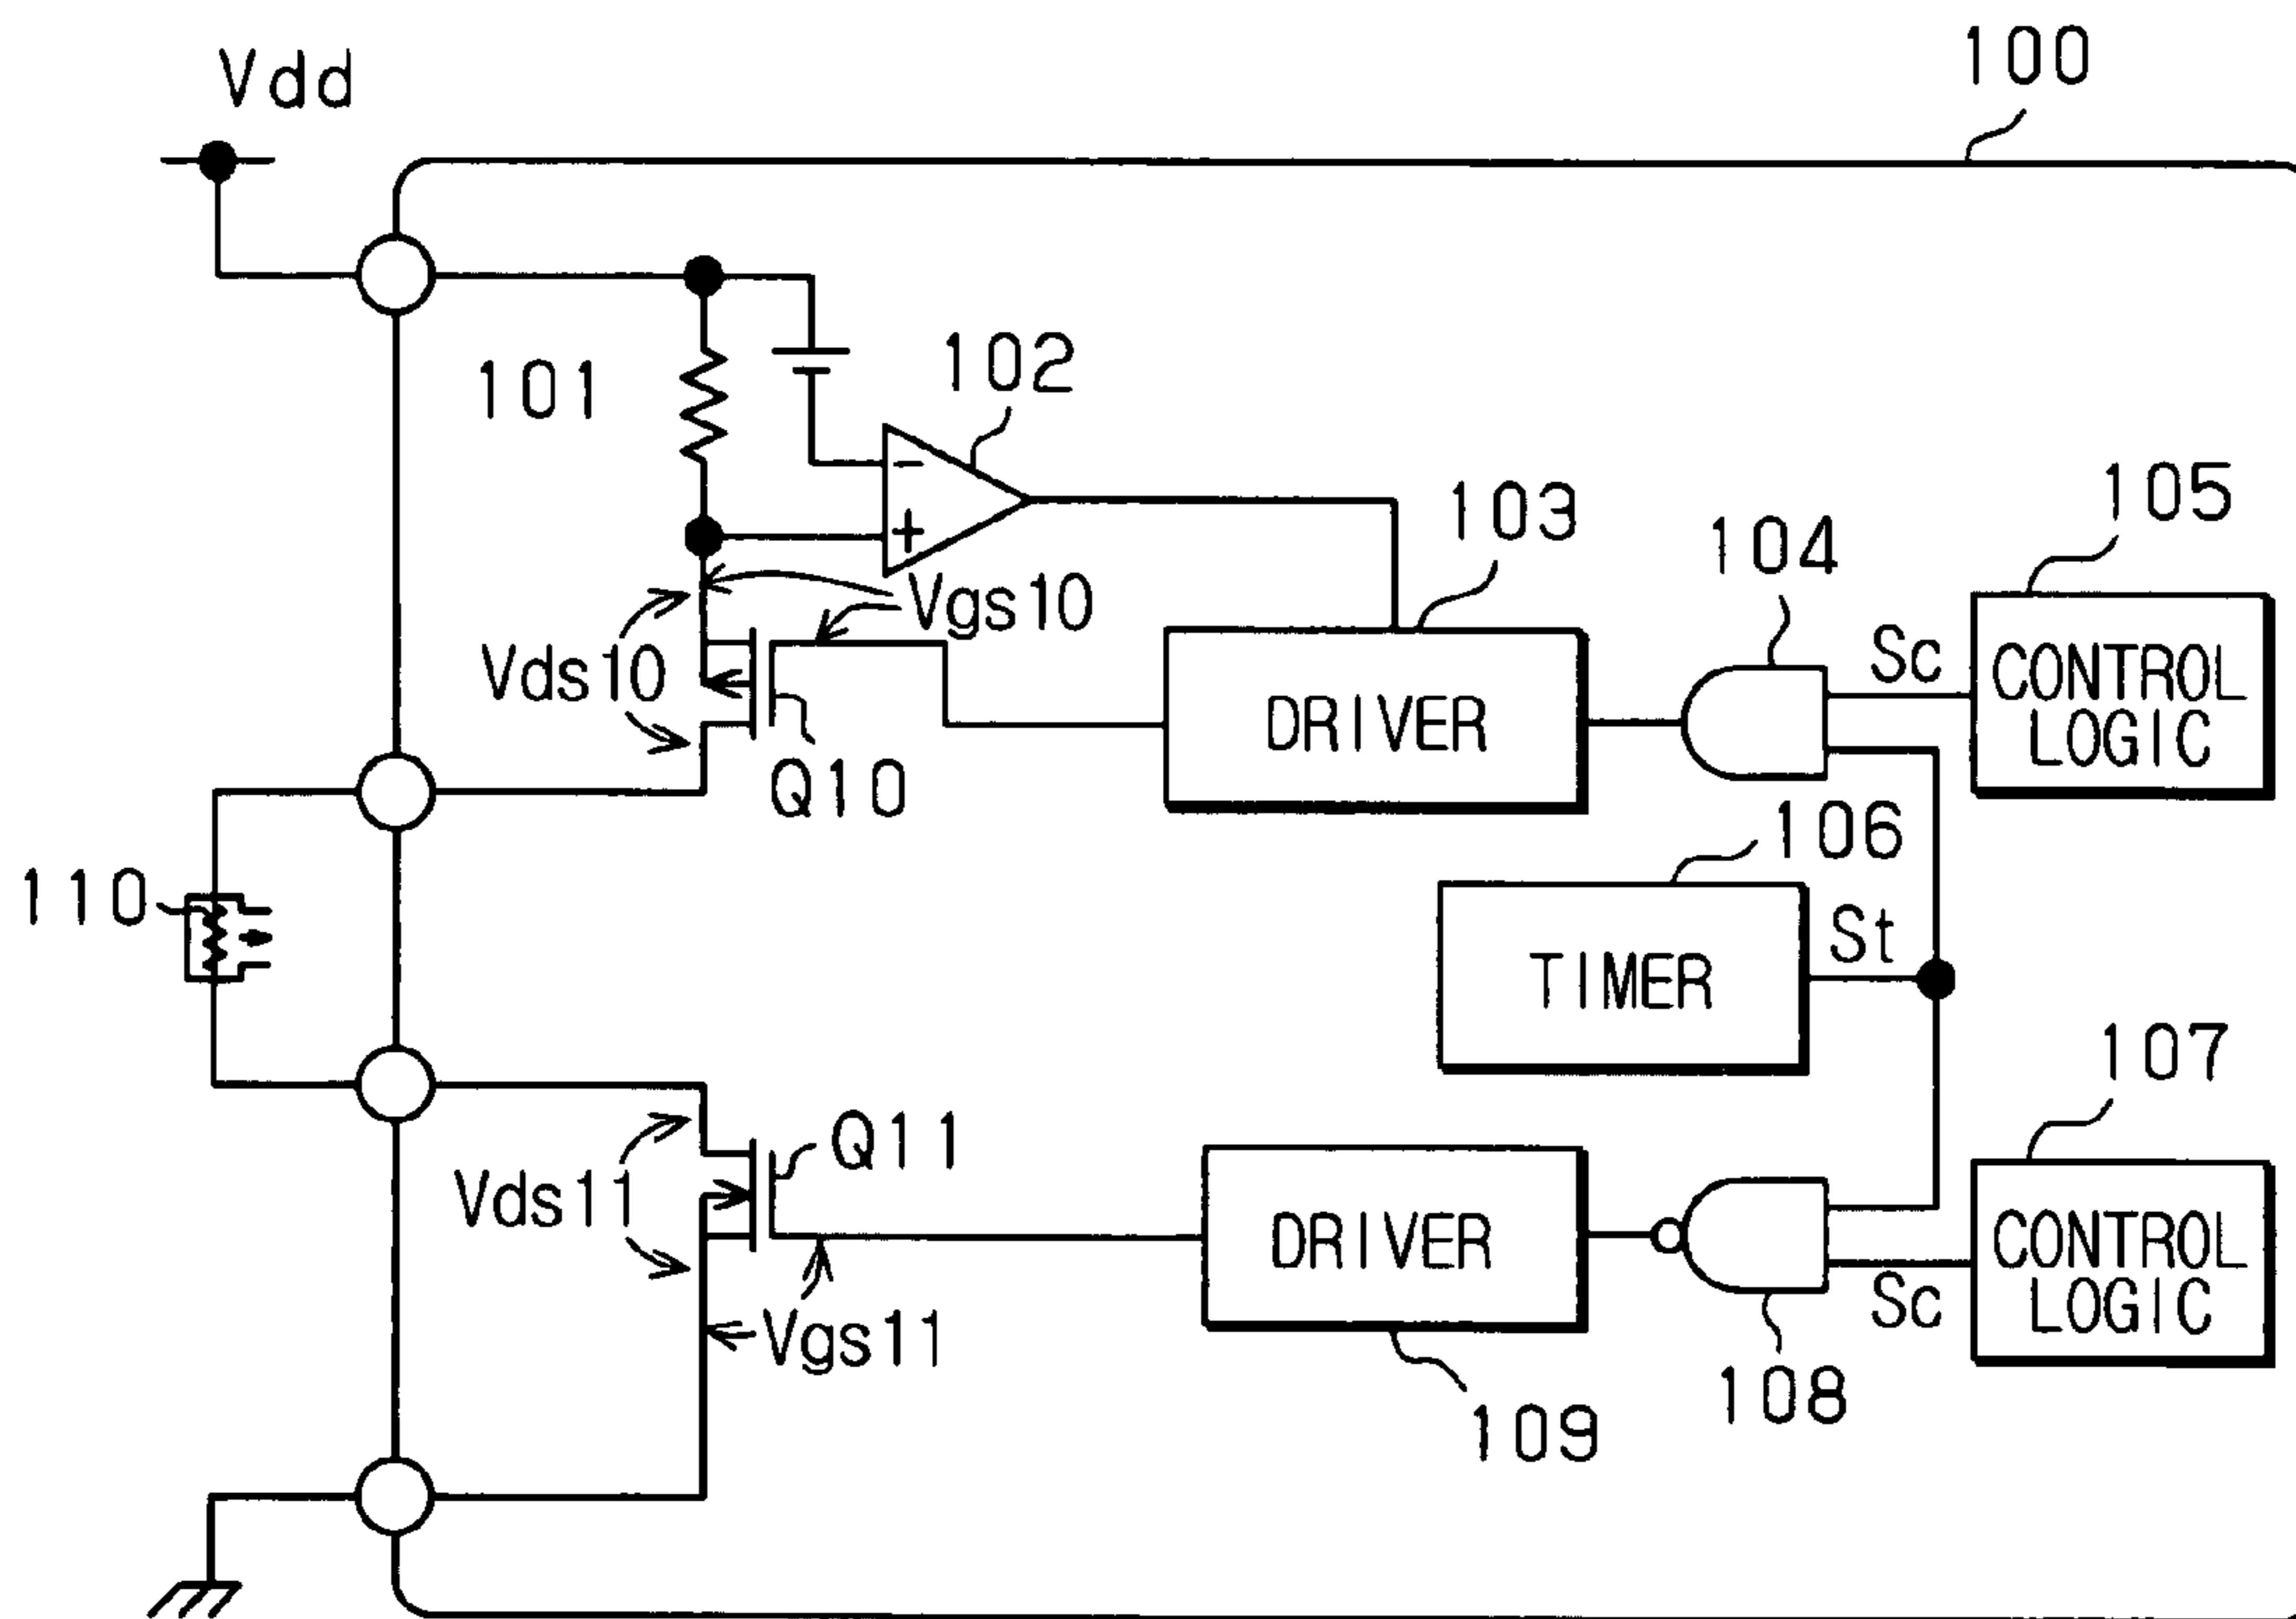 100
Vdd
101
102
-
+
103
104
105
Vgs10
Vds10
Sc
CONTROL
LOGIC
DRIVER
Q10
106
110
TIMER
St
107
Q11
Vds11
DRIVER
CONTROL
LOGIC
Sc
Vgs11
108
109